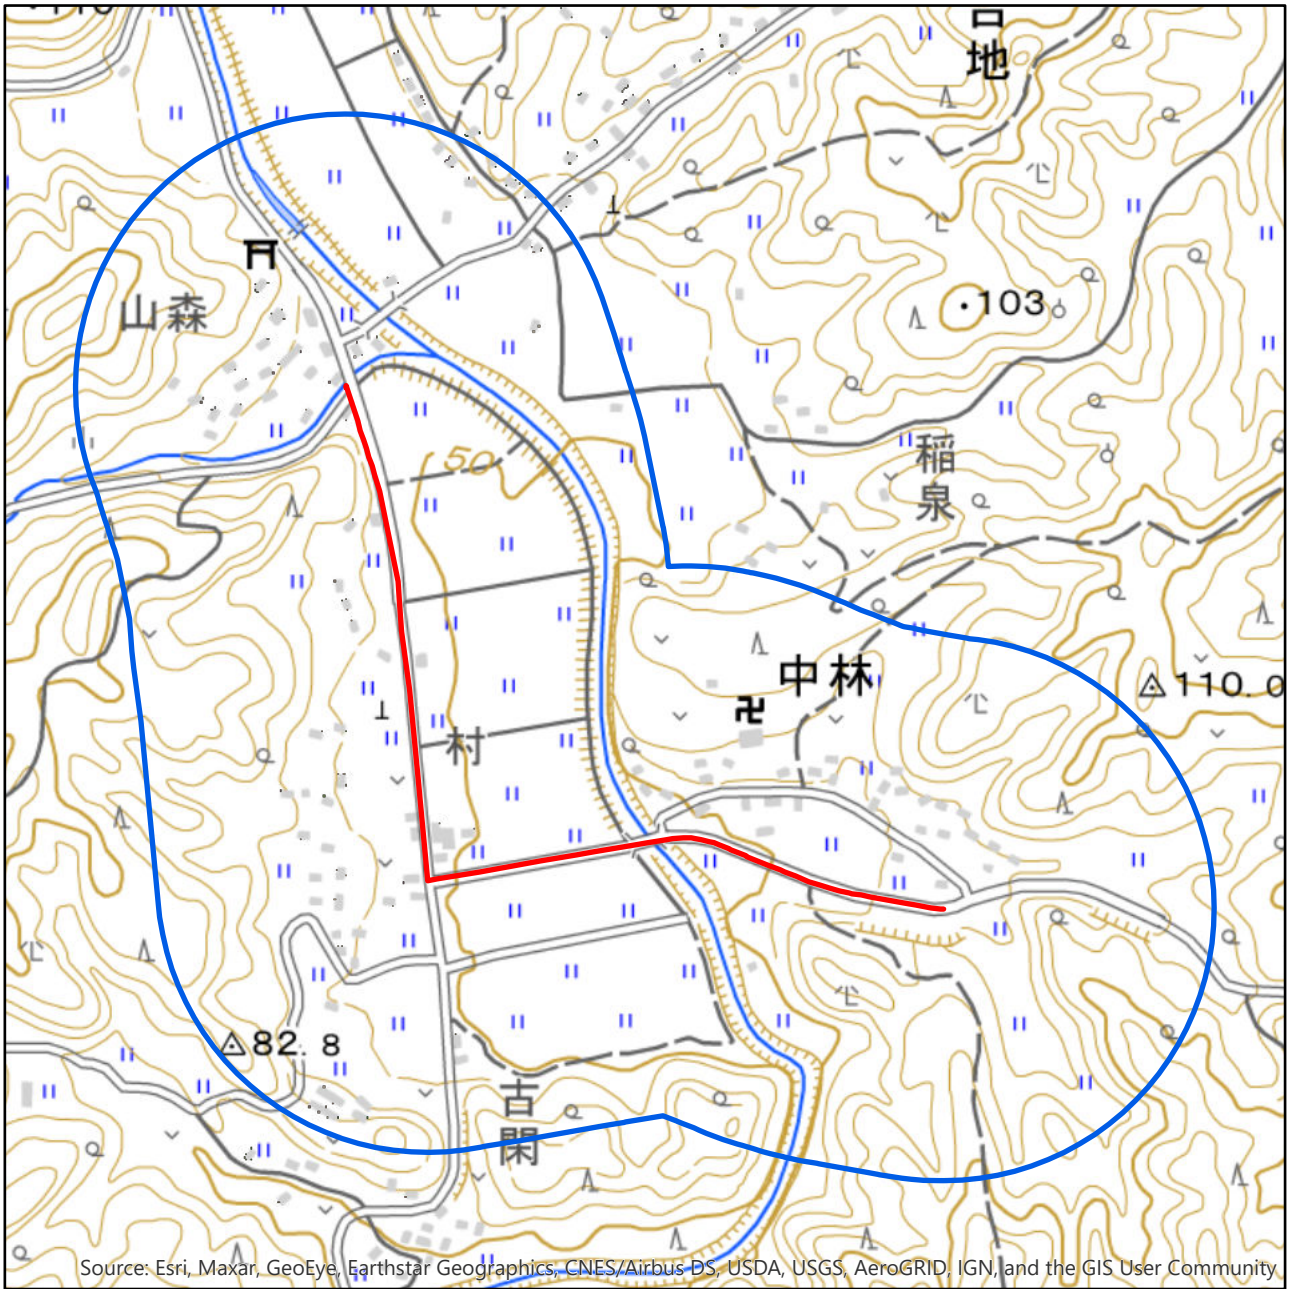 地
山森
103
50
稲
泉
中林
110.0
村
82.8
古
閑
Source: Esri, Maxar, GeoEye, Earthstar Geographics, CNES/Airbus DS, USDA, USGS, AeroGRID, IGN, and the GIS User Community